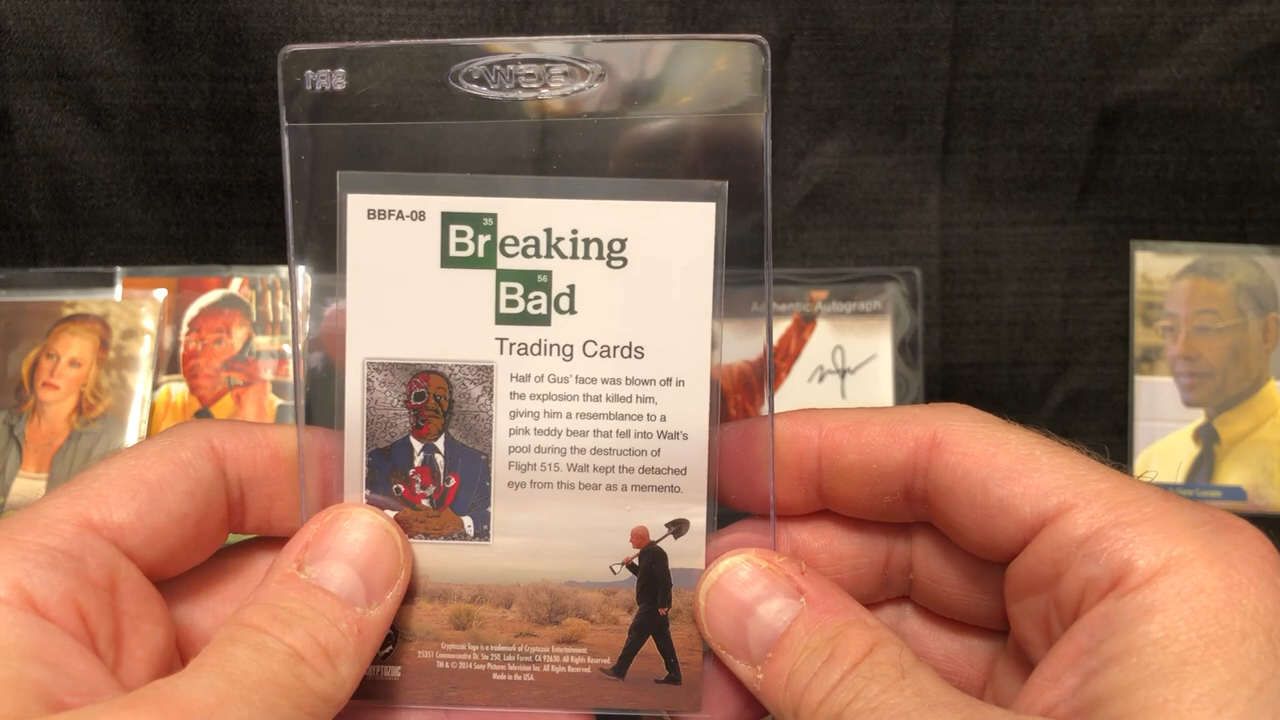 BCW
SR1
BBFA-08
35
Breaking
56
Bad
Trading Cards
Half of Gus' face was blown off in
the explosion that killed him,
giving him a resemblance to a
pink teddy bear that fell into Walt's
pool during the destruction of
Flight 515. Walt kept the detached
eye from this bear as a memento.
Cryptozoic logo is a trademark of Cryptozoic Entertainment.
25351 Commercentre Dr. Ste 250, Lake Forest, CA 92630. All Rights Reserved.
TM & © 2014 Sony Pictures Television Inc. All Rights Reserved.
Made in the USA.
CRYPTOZOIC
Authentic Autograph